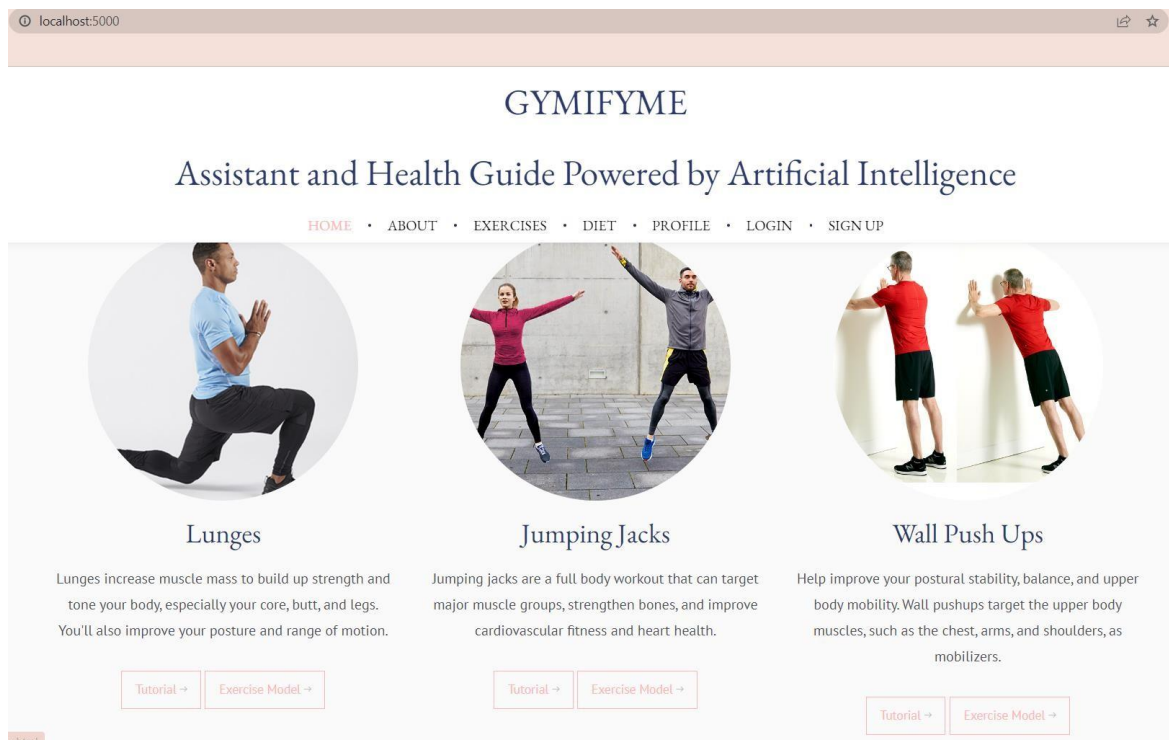 localhost:5000
GYMIFYME
Assistant and Health Guide Powered by Artificial Intelligence
HOME • ABOUT • EXERCISES • DIET • PROFILE • LOGIN • SIGN UP
Lunges
Lunges increase muscle mass to build up strength and
tone your body, especially your core, butt, and legs.
You'll also improve your posture and range of motion.
Tutorial → Exercise Model →
Jumping Jacks
Jumping jacks are a full body workout that can target
major muscle groups, strengthen bones, and improve
cardiovascular fitness and heart health.
Tutorial → Exercise Model →
Wall Push Ups
Help improve your postural stability, balance, and upper
body mobility. Wall pushups target the upper body
muscles, such as the chest, arms, and shoulders, as
mobilizers.
Tutorial → Exercise Model →